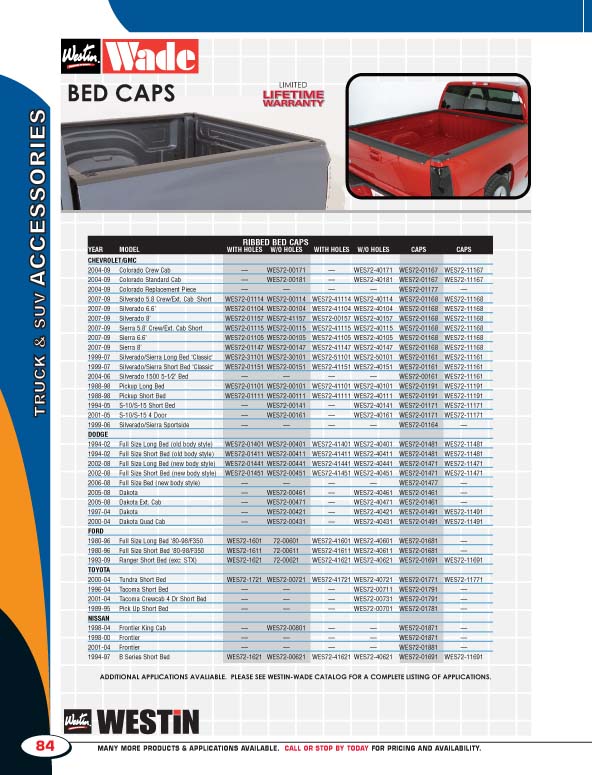 Westin Wade
BED CAPS
LIMITED
LIFETIME
WARRANTY
TRUCK & SUV ACCESSORIES
RIBBED BED CAPS
YEAR MODEL WITH HOLES W/O HOLES WITH HOLES W/O HOLES CAPS CAPS
CHEVROLET/GMC
2004-09 Colorado Crew Cab — WES72-00171 — WES72-40171 WES72-01167 WES72-11167
2004-09 Colorado Standard Cab — WES72-00181 — WES72-40181 WES72-01167 WES72-11167
2004-09 Colorado Replacement Piece — — — — WES72-01177 —
2007-09 Silverado 5.8 Crew/Ext. Cab Short WES72-01114 WES72-00114 WES72-41114 WES72-40114 WES72-01168 WES72-11168
2007-09 Silverado 6.6' WES72-01104 WES72-00104 WES72-41104 WES72-40104 WES72-01168 WES72-11168
2007-09 Silverado 8' WES72-01157 WES72-41157 WES72-40157 WES72-40157 WES72-01168 WES72-11168
2007-09 Sierra 5.8' Crew/Ext. Cab Short WES72-01115 WES72-00115 WES72-41115 WES72-40115 WES72-01168 WES72-11168
2007-09 Sierra 6.6' WES72-01105 WES72-00105 WES72-41105 WES72-40105 WES72-01168 WES72-11168
2007-09 Sierra 8' WES72-01147 WES72-00147 WES72-41147 WES72-40147 WES72-01168 WES72-11168
1999-07 Silverado/Sierra Long Bed 'Classic' WES72-31101 WES72-30101 WES72-51101 WES72-50101 WES72-01161 WES72-11161
1999-07 Silverado/Sierra Short Bed 'Classic' WES72-01151 WES72-00151 WES72-41151 WES72-40151 WES72-01161 WES72-11161
2004-06 Silverado 1500 5-1/2' Bed — — — — WES72-00161 WES72-11161
1988-98 Pickup Long Bed WES72-01101 WES72-00101 WES72-41101 WES72-40101 WES72-01191 WES72-11191
1988-98 Pickup Short Bed WES72-01111 WES72-00111 WES72-41111 WES72-40111 WES72-01191 WES72-11191
1994-05 S-10/S-15 Short Bed — WES72-00141 — WES72-40141 WES72-01171 WES72-11171
2001-05 S-10/S-15 4 Door — WES72-00161 — WES72-40161 WES72-01171 WES72-11171
1999-06 Silverado/Sierra Sportside — — — — WES72-01164 —
DODGE
1994-02 Full Size Long Bed (old body style) WES72-01401 WES72-00401 WES72-41401 WES72-40401 WES72-01481 WES72-11481
1994-02 Full Size Short Bed (old body style) WES72-01411 WES72-00411 WES72-41411 WES72-40411 WES72-01481 WES72-11481
2002-08 Full Size Long Bed (new body style) WES72-01441 WES72-00441 WES72-41441 WES72-40441 WES72-01471 WES72-11471
2002-08 Full Size Short Bed (new body style) WES72-01451 WES72-00451 WES72-41451 WES72-40451 WES72-01471 WES72-11471
2006-08 Full Size Bed (new body style) — — — — WES72-01477 —
2005-08 Dakota — WES72-00461 — WES72-40461 WES72-01461 —
2005-08 Dakota Ext. Cab — WES72-00471 — WES72-40471 WES72-01461 —
1997-04 Dakota — WES72-00421 — WES72-40421 WES72-01491 WES72-11491
2000-04 Dakota Quad Cab — WES72-00431 — WES72-40431 WES72-01491 WES72-11491
FORD
1980-96 Full Size Long Bed '80-98/F350 WES72-1601 72-00601 WES72-41601 WES72-40601 WES72-01681 —
1980-96 Full Size Short Bed '80-98/F350 WES72-1611 72-00611 WES72-41611 WES72-40611 WES72-01681 —
1993-09 Ranger Short Bed (exc. STX) WES72-1621 72-00621 WES72-41621 WES72-40621 WES72-01691 WES72-11691
TOYOTA
2000-04 Tundra Short Bed WES72-1721 WES72-00721 WES72-41721 WES72-40721 WES72-01771 WES72-11771
1996-04 Tacoma Short Bed — — — WES72-00711 WES72-01791 —
2001-04 Tacoma Crewcab 4 Dr Short Bed — — — WES72-00731 WES72-01791 —
1989-95 Pick Up Short Bed — — — WES72-00701 WES72-01781 —
NISSAN
1998-04 Frontier King Cab — WES72-00801 — — WES72-01871 —
1998-00 Frontier — — — — WES72-01871 —
2001-04 Frontier — — — — WES72-01881 —
1994-97 B Series Short Bed WES72-1621 WES72-00621 WES72-41621 WES72-40621 WES72-01691 WES72-11691
ADDITIONAL APPLICATIONS AVALIABLE. PLEASE SEE WESTIN-WADE CATALOG FOR A COMPLETE LISTING OF APPLICATIONS.
Westin WESTiN
84 MANY MORE PRODUCTS & APPLICATIONS AVAILABLE. CALL OR STOP BY TODAY FOR PRICING AND AVAILABILITY.